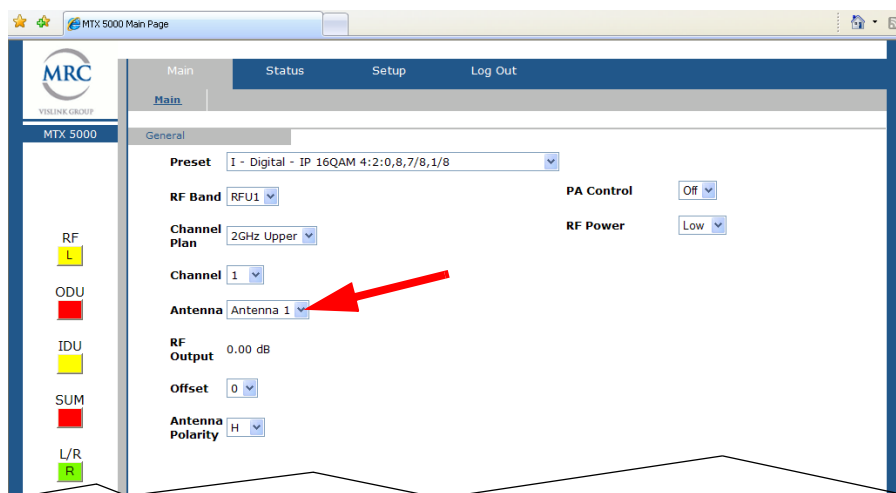 MTX 5000 Main Page
MRC
VISLINK GROUP
MTX 5000
Main Status Setup Log Out
Main
General
Preset I - Digital - IP 16QAM 4:2:0,8,7/8,1/8
RF Band RFU1
PA Control Off
Channel Plan 2GHz Upper
RF Power Low
Channel 1
Antenna Antenna 1
RF Output 0.00 dB
Offset 0
Antenna Polarity H
RF
L
ODU
IDU
SUM
L/R
R